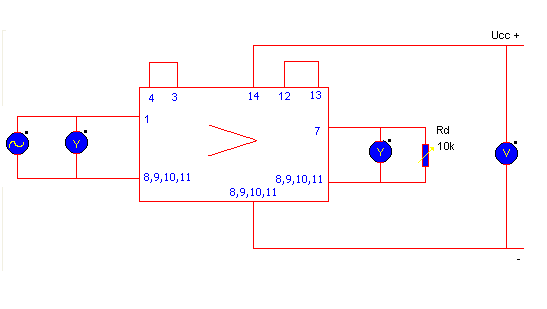 Ucc +
4 3 14 12 13
1
7
Rd
10k
Y
Y
V
8,9,10,11
8,9,10,11
8,9,10,11
-